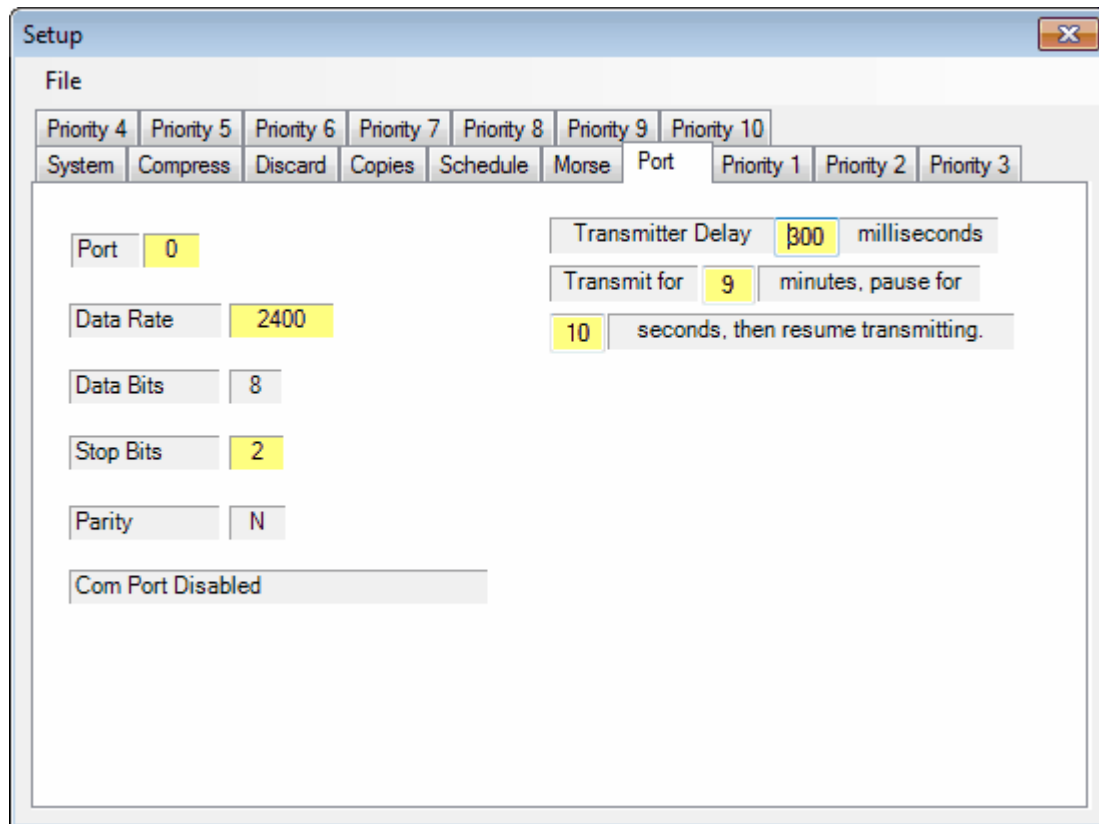 Setup
File
Priority 4 Priority 5 Priority 6 Priority 7 Priority 8 Priority 9 Priority 10
System Compress Discard Copies Schedule Morse Port Priority 1 Priority 2 Priority 3
Port 0
Data Rate 2400
Data Bits 8
Stop Bits 2
Parity N
Com Port Disabled
Transmitter Delay 300 milliseconds
Transmit for 9 minutes, pause for
10 seconds, then resume transmitting.